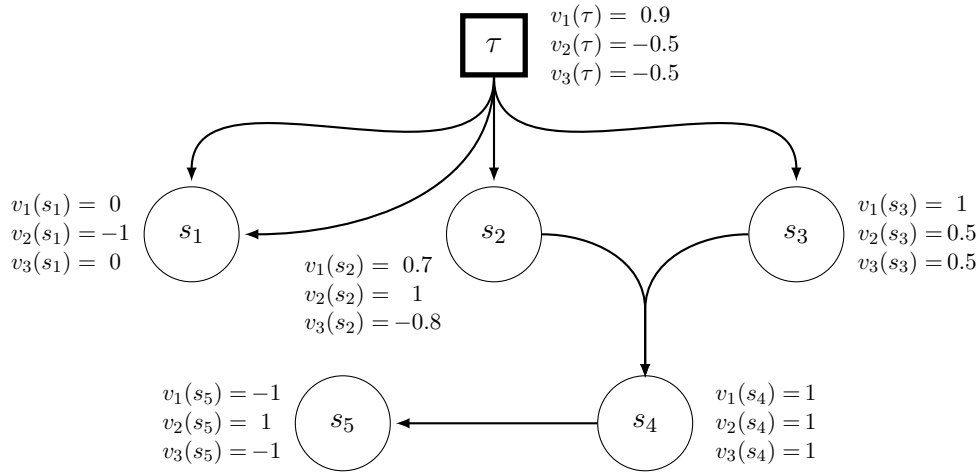 τ
v₁(τ) = 0.9
v₂(τ) = −0.5
v₃(τ) = −0.5
v₁(s₁) = 0
v₂(s₁) = −1
v₃(s₁) = 0
s₁
s₂
v₁(s₂) = 0.7
v₂(s₂) = 1
v₃(s₂) = −0.8
s₃
v₁(s₃) = 1
v₂(s₃) = 0.5
v₃(s₃) = 0.5
v₁(s₅) = −1
v₂(s₅) = 1
v₃(s₅) = −1
s₅
s₄
v₁(s₄) = 1
v₂(s₄) = 1
v₃(s₄) = 1